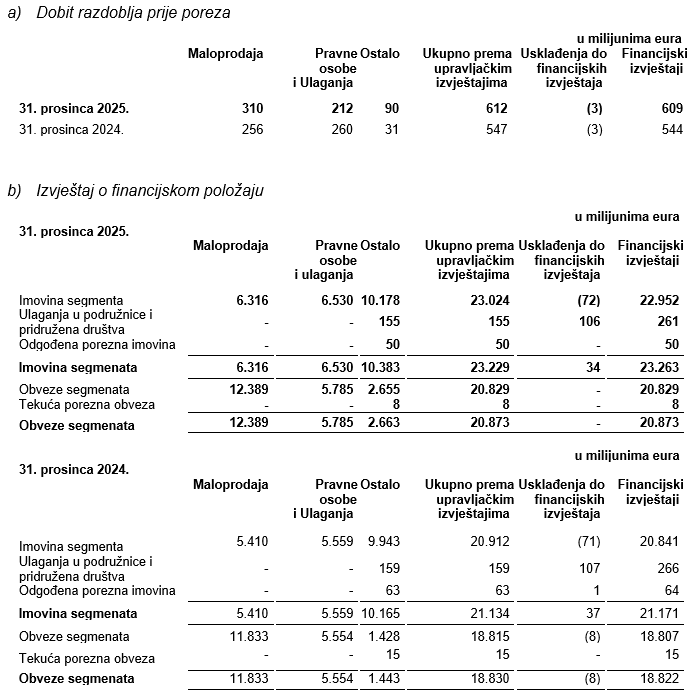 a) Dobit razdoblja prije poreza
u milijunima eura
Maloprodaja Pravne Ostalo Ukupno prema Usklađenja do Financijski
osobe upravljačkim financijskih izvještaji
i Ulaganja izvještajima izvještaja
31. prosinca 2025. 310 212 90 612 (3) 609
31. prosinca 2024. 256 260 31 547 (3) 544
b) Izvještaj o financijskom položaju
u milijunima eura
31. prosinca 2025.
Maloprodaja Pravne Ostalo Ukupno prema Usklađenja do Financijski
osobe upravljačkim financijskih izvještaji
i ulaganja izvještajima izvještaja
Imovina segmenta 6.316 6.530 10.178 23.024 (72) 22.952
Ulaganja u podružnice i
pridružena društva - - 155 155 106 261
Odgođena porezna imovina - - 50 50 - 50
Imovina segmenata 6.316 6.530 10.383 23.229 34 23.263
Obveze segmenata 12.389 5.785 2.655 20.829 - 20.829
Tekuća porezna obveza - - 8 8 - 8
Obveze segmenata 12.389 5.785 2.663 20.873 - 20.873
u milijunima eura
31. prosinca 2024.
Maloprodaja Pravne Ostalo Ukupno prema Usklađenja do Financijski
osobe upravljačkim financijskih izvještaji
i Ulaganja izvještajima izvještaja
Imovina segmenta 5.410 5.559 9.943 20.912 (71) 20.841
Ulaganja u podružnice i
pridružena društva - - 159 159 107 266
Odgođena porezna imovina - - 63 63 1 64
Imovina segmenata 5.410 5.559 10.165 21.134 37 21.171
Obveze segmenata 11.833 5.554 1.428 18.815 (8) 18.807
Tekuća porezna obveza - - 15 15 - 15
Obveze segmenata 11.833 5.554 1.443 18.830 (8) 18.822